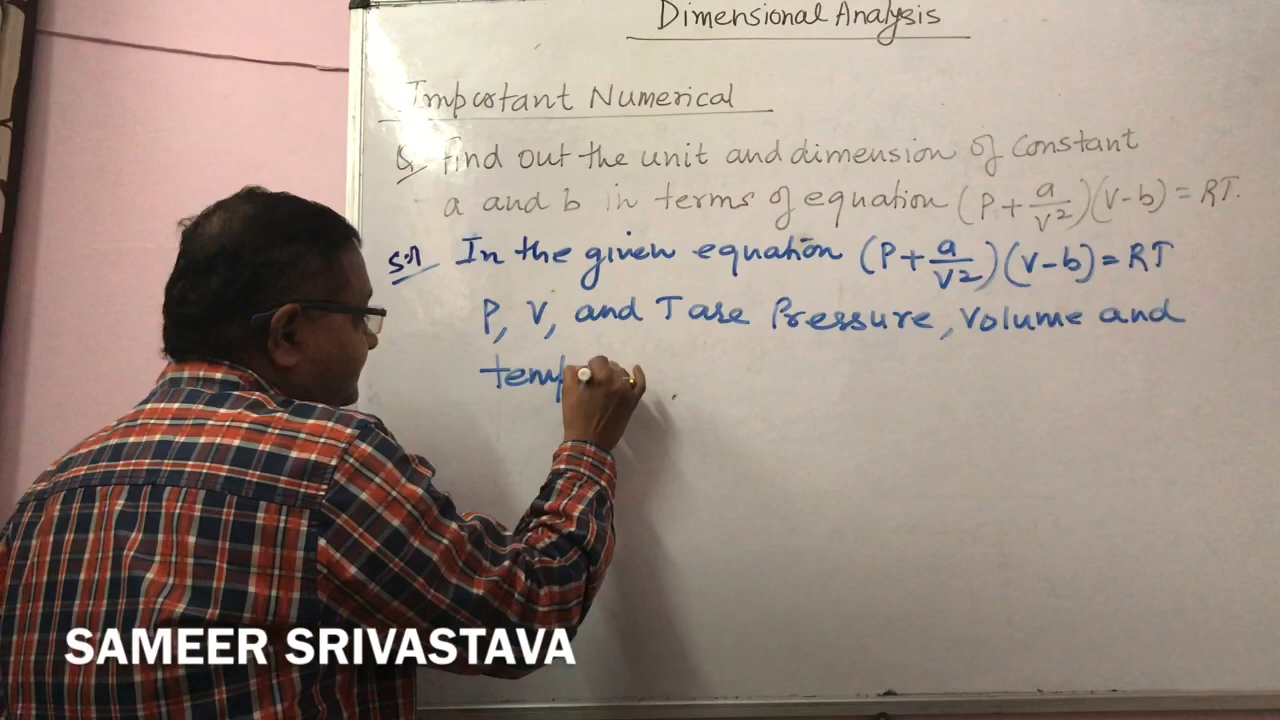 Dimensional Analysis
Important Numerical
Q find out the unit and dimension of constant
a and b in terms of equation (P+a/V²)(V-b)=RT.
Sol In the given equation (P+a/V²)(V-b)=RT
P, V, and T are Pressure, Volume and
temp
SAMEER SRIVASTAVA